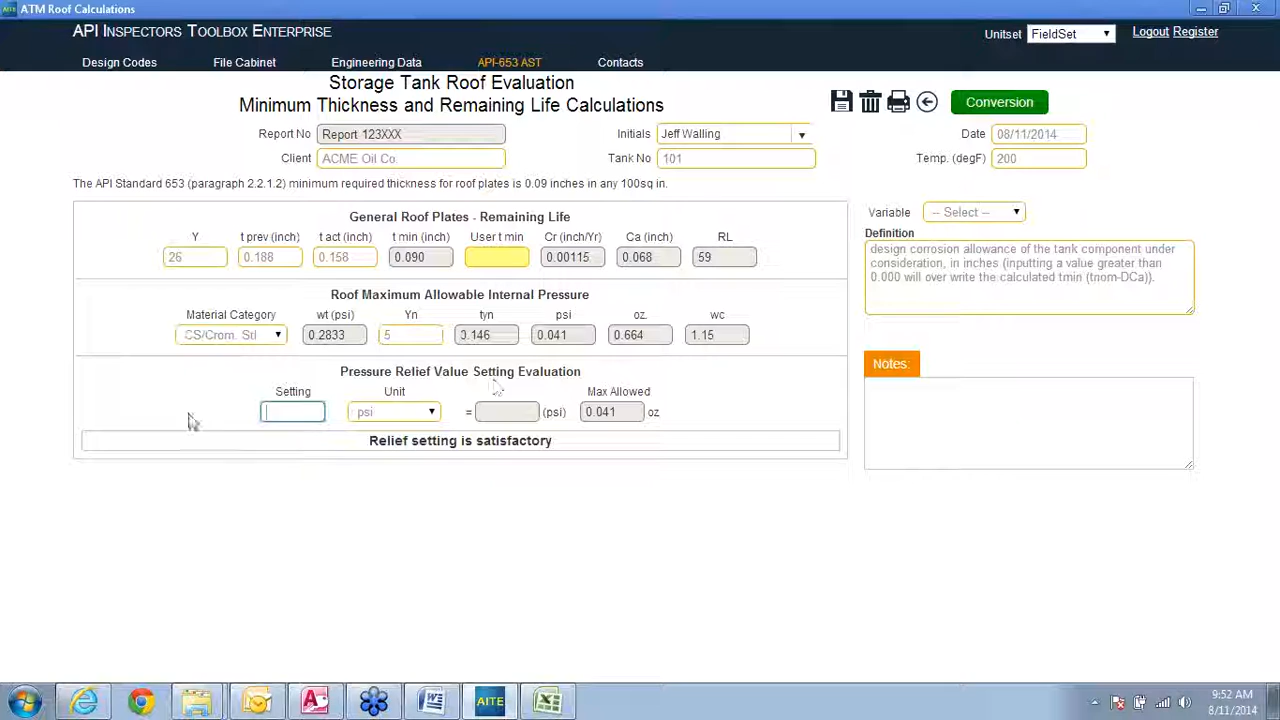 ATM Roof Calculations
API Inspectors Toolbox Enterprise
Unitset FieldSet Logout Register
Design Codes File Cabinet Engineering Data API-653 AST Contacts
Storage Tank Roof Evaluation
Minimum Thickness and Remaining Life Calculations
Conversion
Report No Report 123XXX Initials Jeff Walling Date 08/11/2014
Client ACME Oil Co. Tank No 101 Temp. (degF) 200
The API Standard 653 (paragraph 2.2.1.2) minimum required thickness for roof plates is 0.09 inches in any 100sq in.
General Roof Plates - Remaining Life
Y t prev (inch) t act (inch) t min (inch) User t min Cr (inch/Yr) Ca (inch) RL
26 0.188 0.158 0.090 0.00115 0.068 59
Roof Maximum Allowable Internal Pressure
Material Category wt (psi) Yn tyn psi oz. wc
CS/Crom. Stl 0.2833 5 0.146 0.041 0.664 1.15
Pressure Relief Value Setting Evaluation
Setting Unit Max Allowed
psi = (psi) 0.041 oz
Relief setting is satisfactory
Variable -- Select --
Definition
design corrosion allowance of the tank component under
consideration, in inches (inputting a value greater than
0.000 will over write the calculated tmin (tnom-DCa)).
Notes:
AITE
9:52 AM
8/11/2014